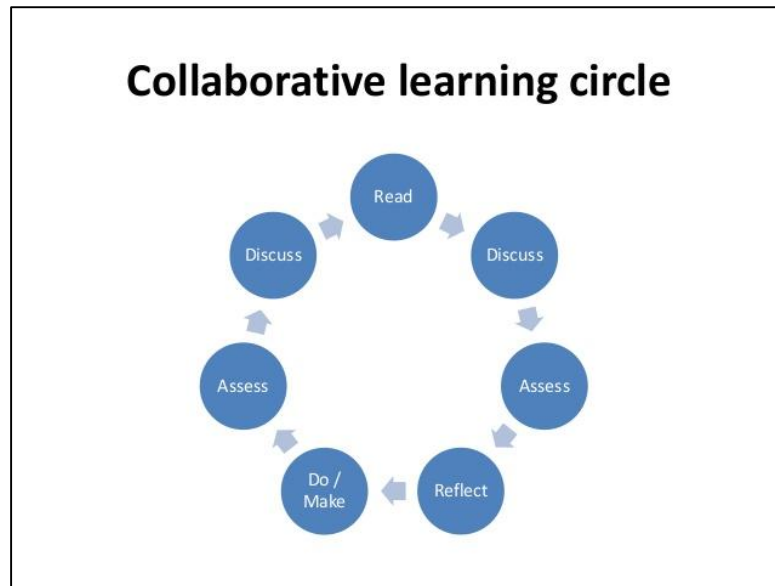 Collaborative learning circle
Read
Discuss
Assess
Reflect
Do /
Make
Assess
Discuss